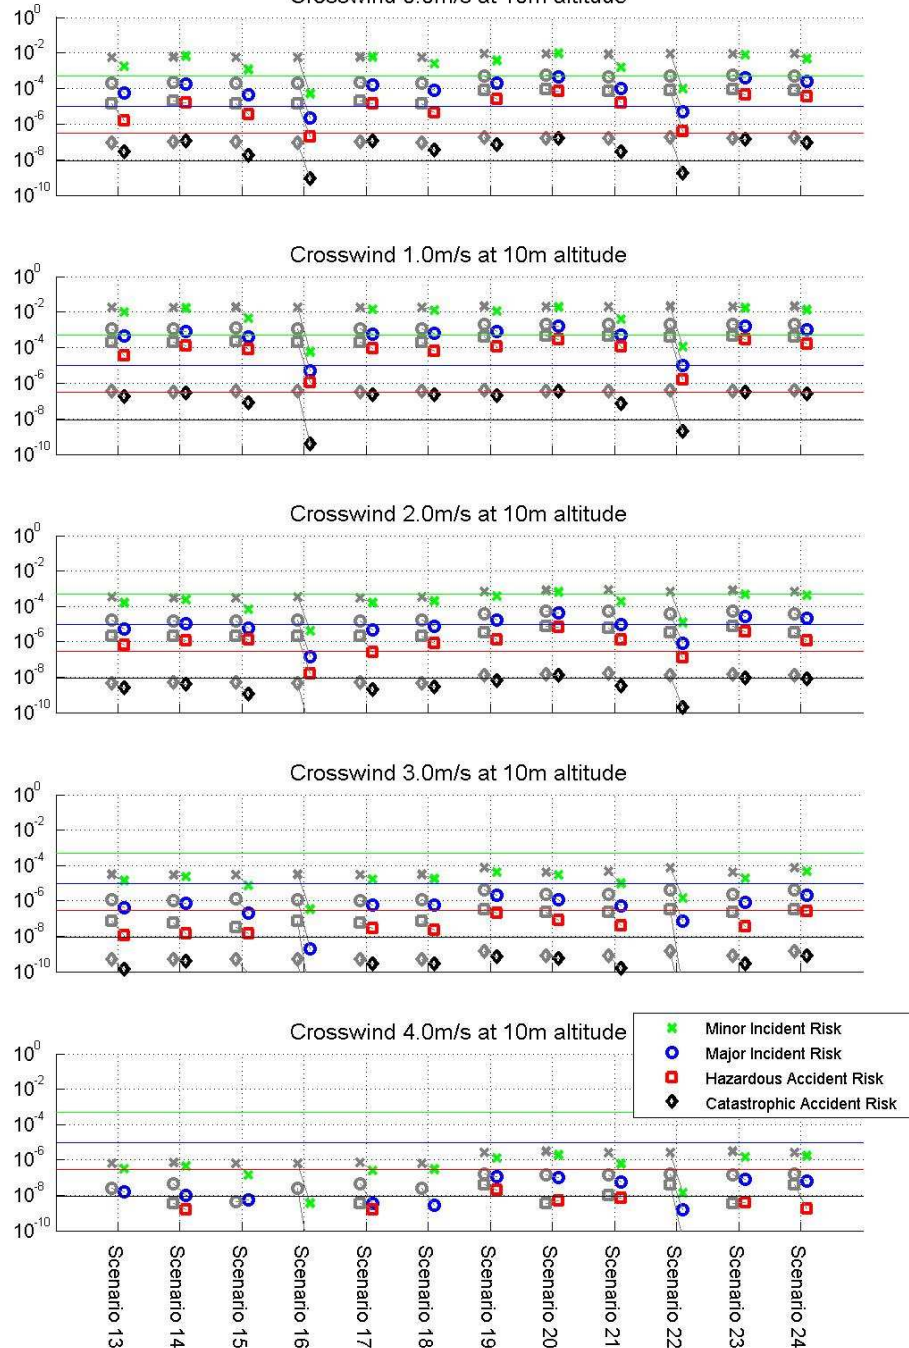 Crosswind 0.0m/s at 10m altitude
10^0
10^-2
10^-4
10^-6
10^-8
10^-10
Crosswind 1.0m/s at 10m altitude
10^0
10^-2
10^-4
10^-6
10^-8
10^-10
Crosswind 2.0m/s at 10m altitude
10^0
10^-2
10^-4
10^-6
10^-8
10^-10
Crosswind 3.0m/s at 10m altitude
10^0
10^-2
10^-4
10^-6
10^-8
10^-10
Crosswind 4.0m/s at 10m altitude
10^0
10^-2
10^-4
10^-6
10^-8
10^-10
Minor Incident Risk
Major Incident Risk
Hazardous Accident Risk
Catastrophic Accident Risk
Scenario 13
Scenario 14
Scenario 15
Scenario 16
Scenario 17
Scenario 18
Scenario 19
Scenario 20
Scenario 21
Scenario 22
Scenario 23
Scenario 24